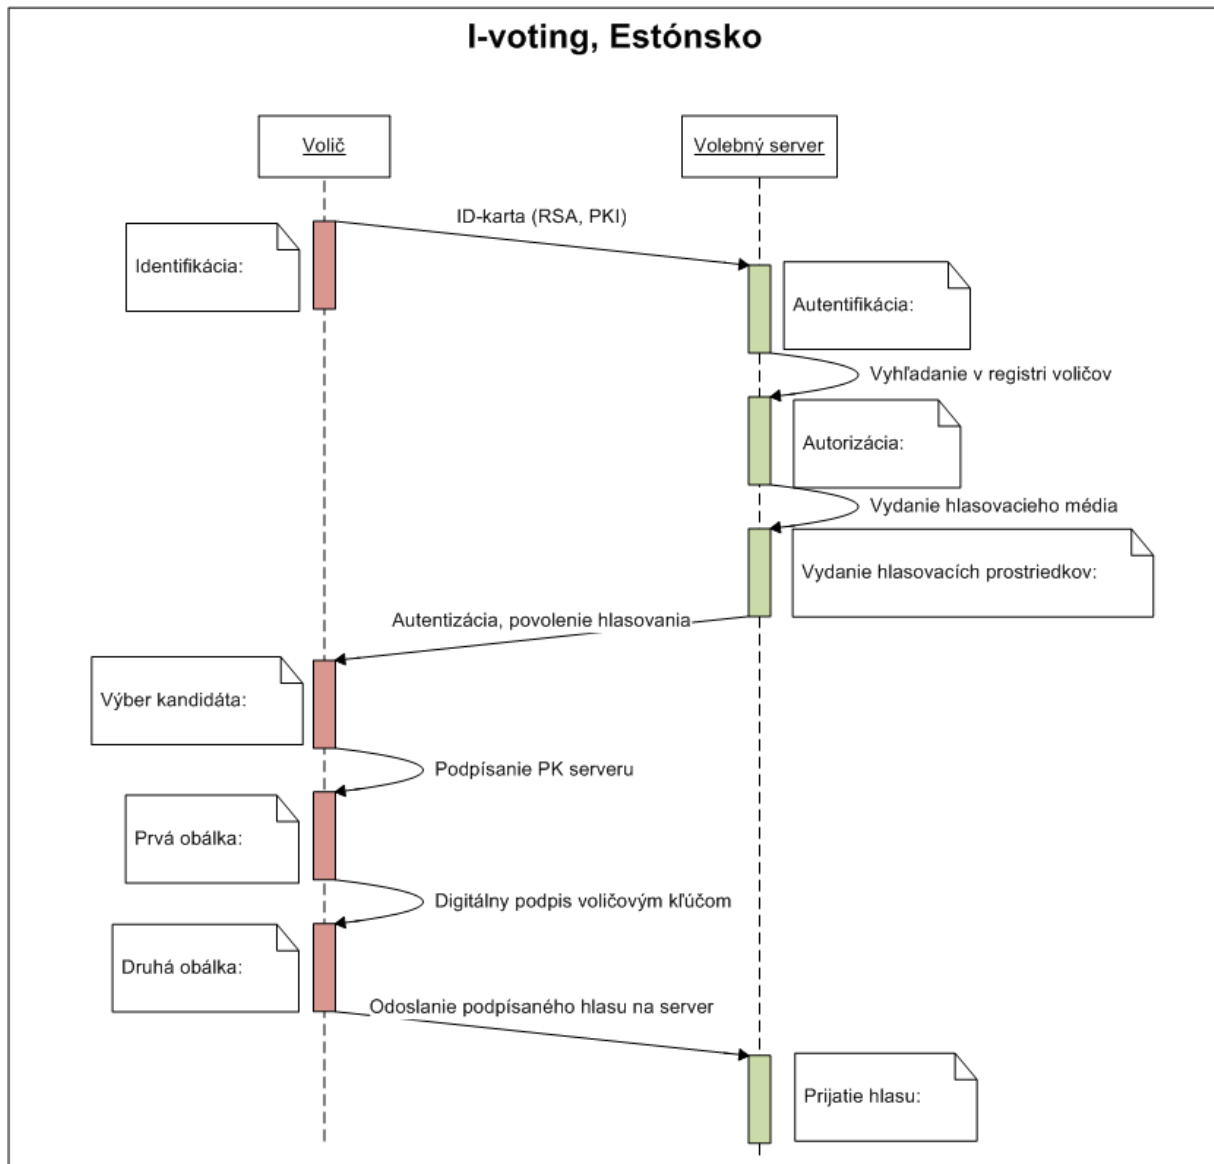 I-voting, Estónsko
Volič
Volebný server
ID-karta (RSA, PKI)
Identifikácia:
Autentifikácia:
Vyhľadanie v registri voličov
Autorizácia:
Vydanie hlasovacieho média
Vydanie hlasovacích prostriedkov:
Autentizácia, povolenie hlasovania
Výber kandidáta:
Podpísanie PK serveru
Prvá obálka:
Digitálny podpis voličovým kľúčom
Druhá obálka:
Odoslanie podpísaného hlasu na server
Prijatie hlasu: